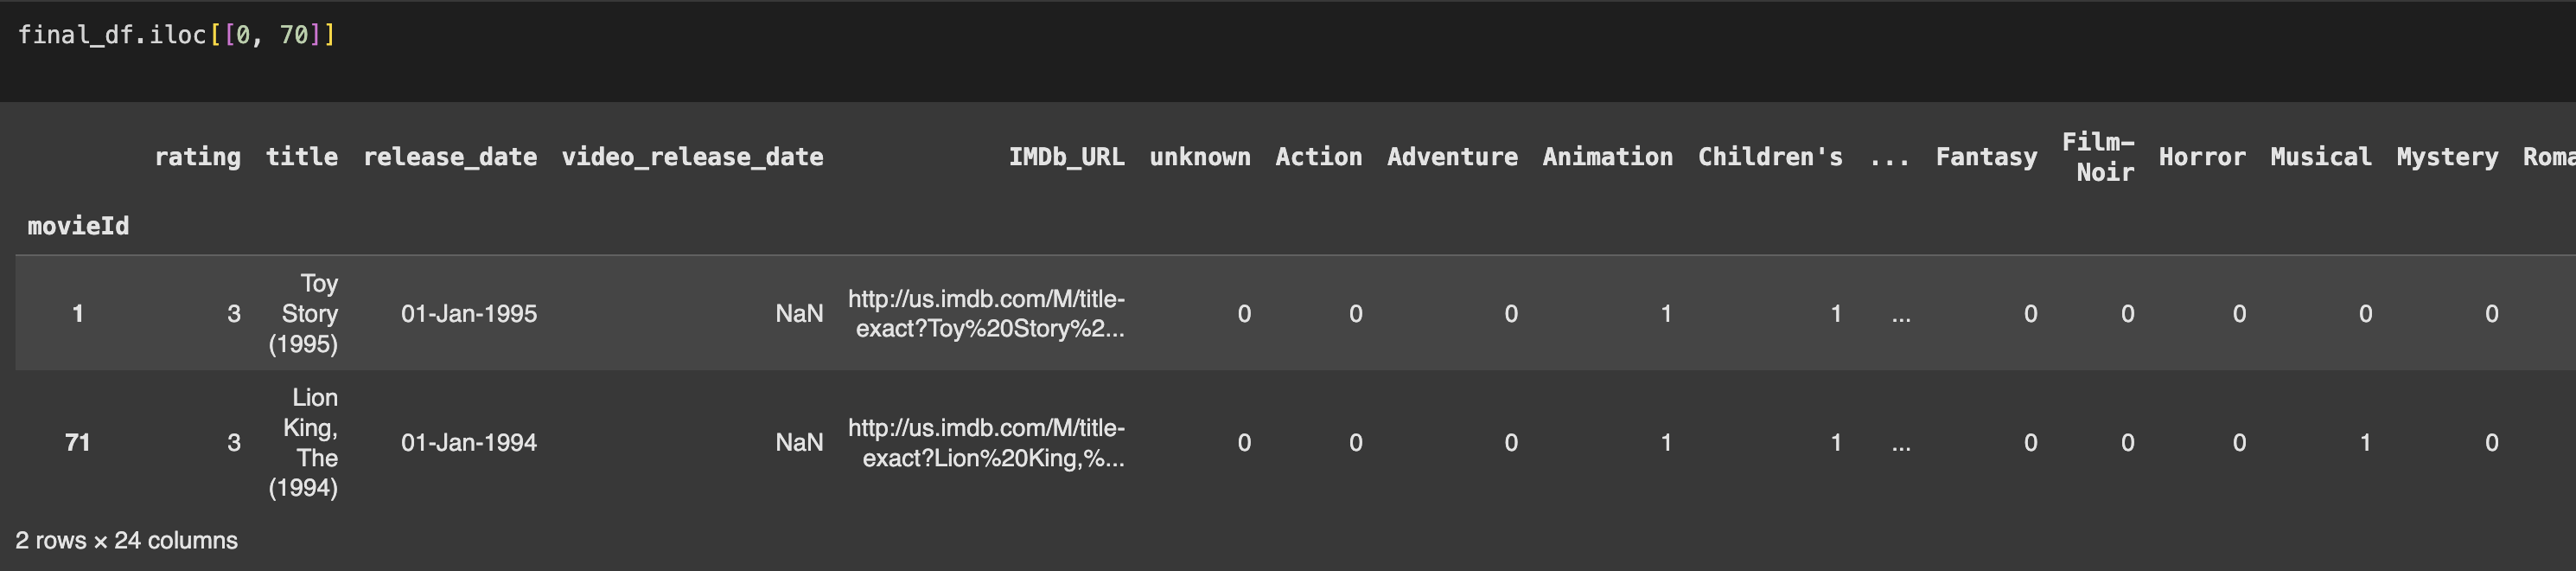 final_df.iloc[[0, 70]]
rating title release_date video_release_date IMDb_URL unknown Action Adventure Animation Children's ... Fantasy Film-Noir Horror Musical Mystery Roma
movieId
1 3 Toy Story (1995) 01-Jan-1995 NaN http://us.imdb.com/M/title-exact?Toy%20Story%2... 0 0 0 1 1 ... 0 0 0 0 0
71 3 Lion King, The (1994) 01-Jan-1994 NaN http://us.imdb.com/M/title-exact?Lion%20King,%... 0 0 0 1 1 ... 0 0 0 1 0
2 rows × 24 columns